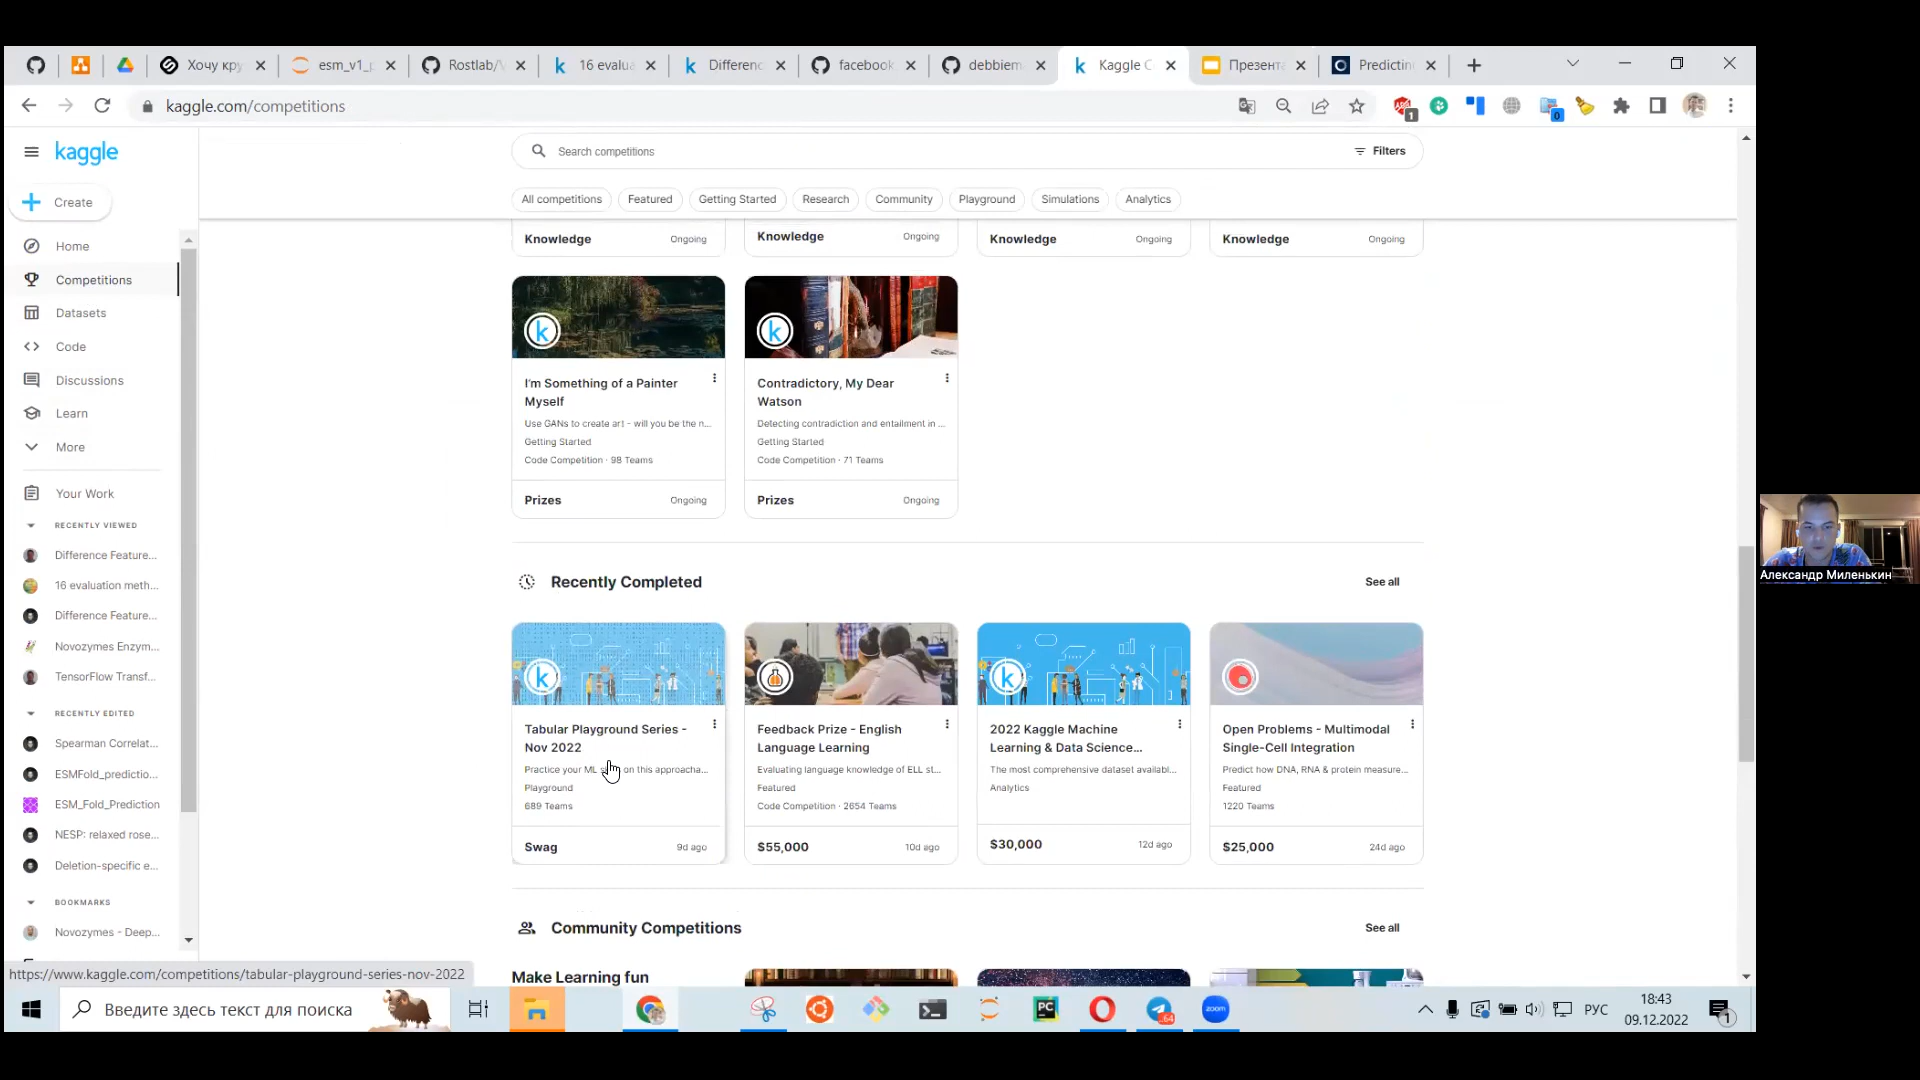 Хочу кру
esm_v1_p
Rostlab/V
16 evalua
Differenc
facebook
debbiem
Kaggle C
Презента
Predictin
kaggle.com/competitions
1
0
kaggle
Create
Home
Competitions
Datasets
Code
Discussions
Learn
More
Your Work
RECENTLY VIEWED
Difference Feature...
16 evaluation meth...
Difference Feature...
Novozymes Enzym...
TensorFlow Transf...
RECENTLY EDITED
Spearman Correlat...
ESMFold_predictio...
ESM_Fold_Prediction
NESP: relaxed rose...
Deletion-specific e...
BOOKMARKS
Novozymes - Deep...
Search competitions
Filters
All competitions
Featured
Getting Started
Research
Community
Playground
Simulations
Analytics
Knowledge Ongoing
Knowledge Ongoing
Knowledge Ongoing
Knowledge Ongoing
I'm Something of a Painter
Myself
Use GANs to create art - will you be the n...
Getting Started
Code Competition · 98 Teams
Prizes Ongoing
Contradictory, My Dear
Watson
Detecting contradiction and entailment in ...
Getting Started
Code Competition · 71 Teams
Prizes Ongoing
Recently Completed
See all
Tabular Playground Series -
Nov 2022
Practice your ML on this approacha...
Playground
689 Teams
Swag 9d ago
Feedback Prize - English
Language Learning
Evaluating language knowledge of ELL st...
Featured
Code Competition · 2654 Teams
$55,000 10d ago
2022 Kaggle Machine
Learning & Data Science...
The most comprehensive dataset availabl...
Analytics
$30,000 12d ago
Open Problems - Multimodal
Single-Cell Integration
Predict how DNA, RNA & protein measure...
Featured
1220 Teams
$25,000 24d ago
Community Competitions
See all
Make Learning fun
https://www.kaggle.com/competitions/tabular-playground-series-nov-2022
Введите здесь текст для поиска
PC
64
zoom
РУС
18:43
09.12.2022
1
Александр Миленькин